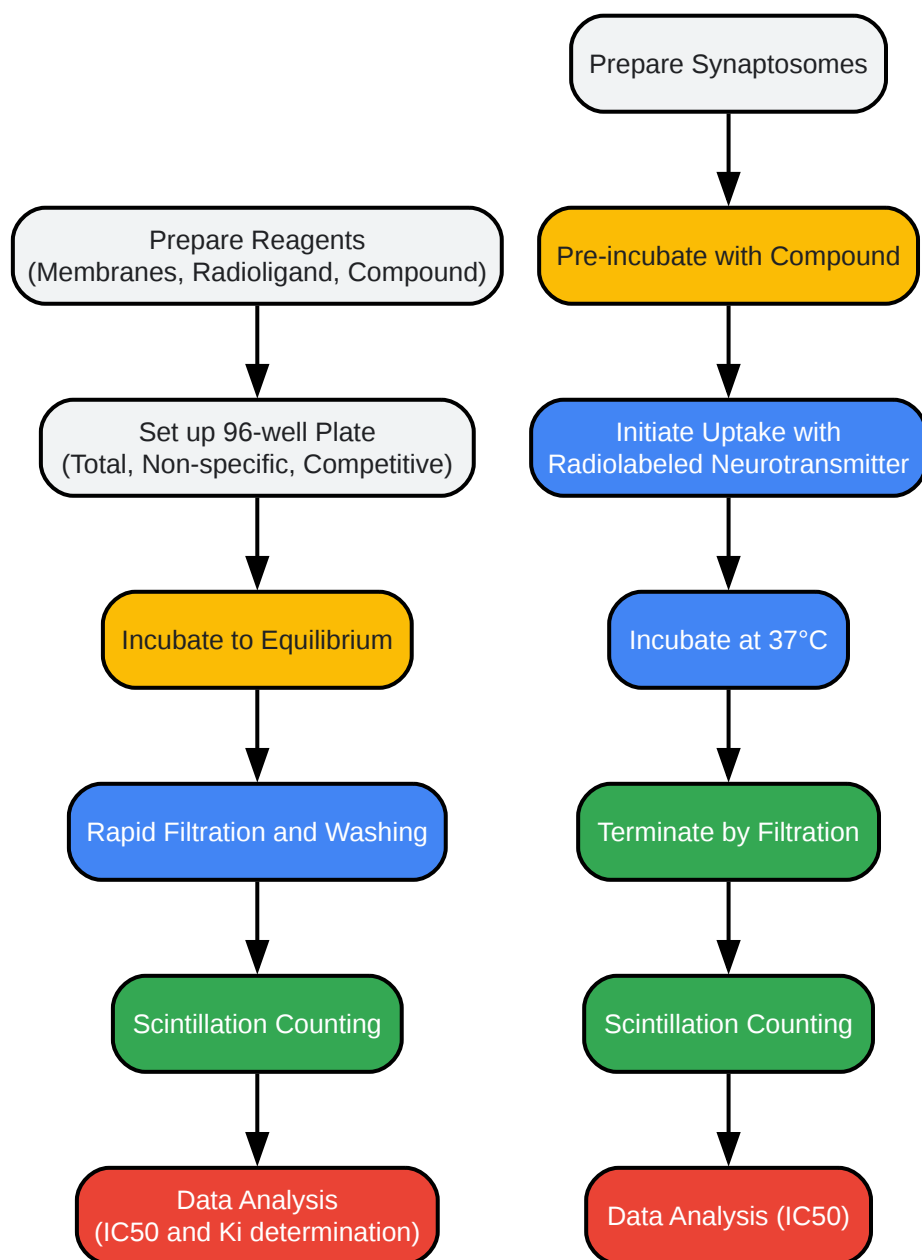 Prepare Reagents
(Membranes, Radioligand, Compound)
Set up 96-well Plate
(Total, Non-specific, Competitive)
Incubate to Equilibrium
Rapid Filtration and Washing
Scintillation Counting
Data Analysis
(IC50 and Ki determination)
Prepare Synaptosomes
Pre-incubate with Compound
Initiate Uptake with
Radiolabeled Neurotransmitter
Incubate at 37°C
Terminate by Filtration
Scintillation Counting
Data Analysis (IC50)